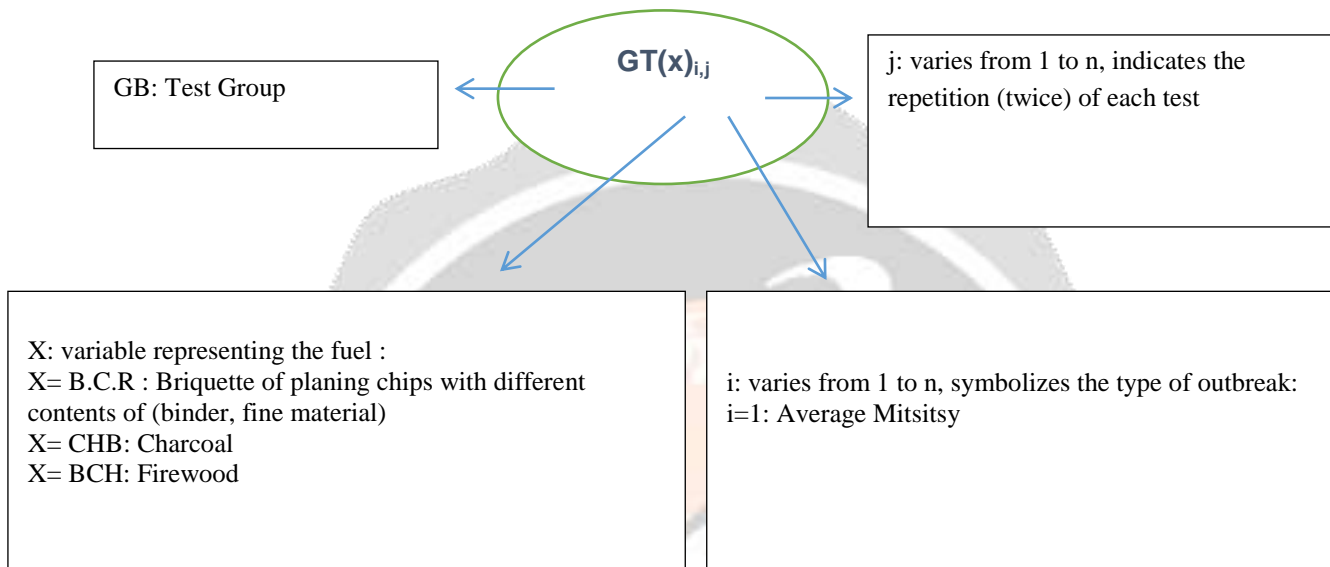 GT(x)i,j
GB: Test Group
j: varies from 1 to n, indicates the
repetition (twice) of each test
X: variable representing the fuel :
X= B.C.R : Briquette of planing chips with different
contents of (binder, fine material)
X= CHB: Charcoal
X= BCH: Firewood
i: varies from 1 to n, symbolizes the type of outbreak:
i=1: Average Mitsitsy